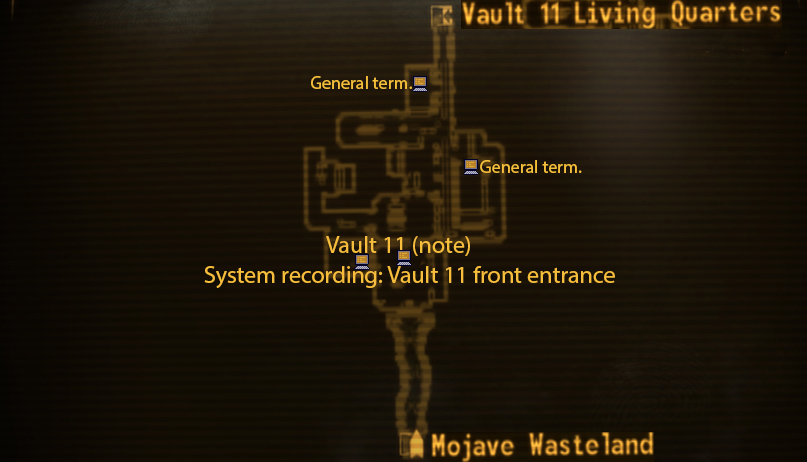 Vault 11 Living Quarters
General term.
General term.
Vault 11 (note)
System recording: Vault 11 front entrance
Mojave Wasteland